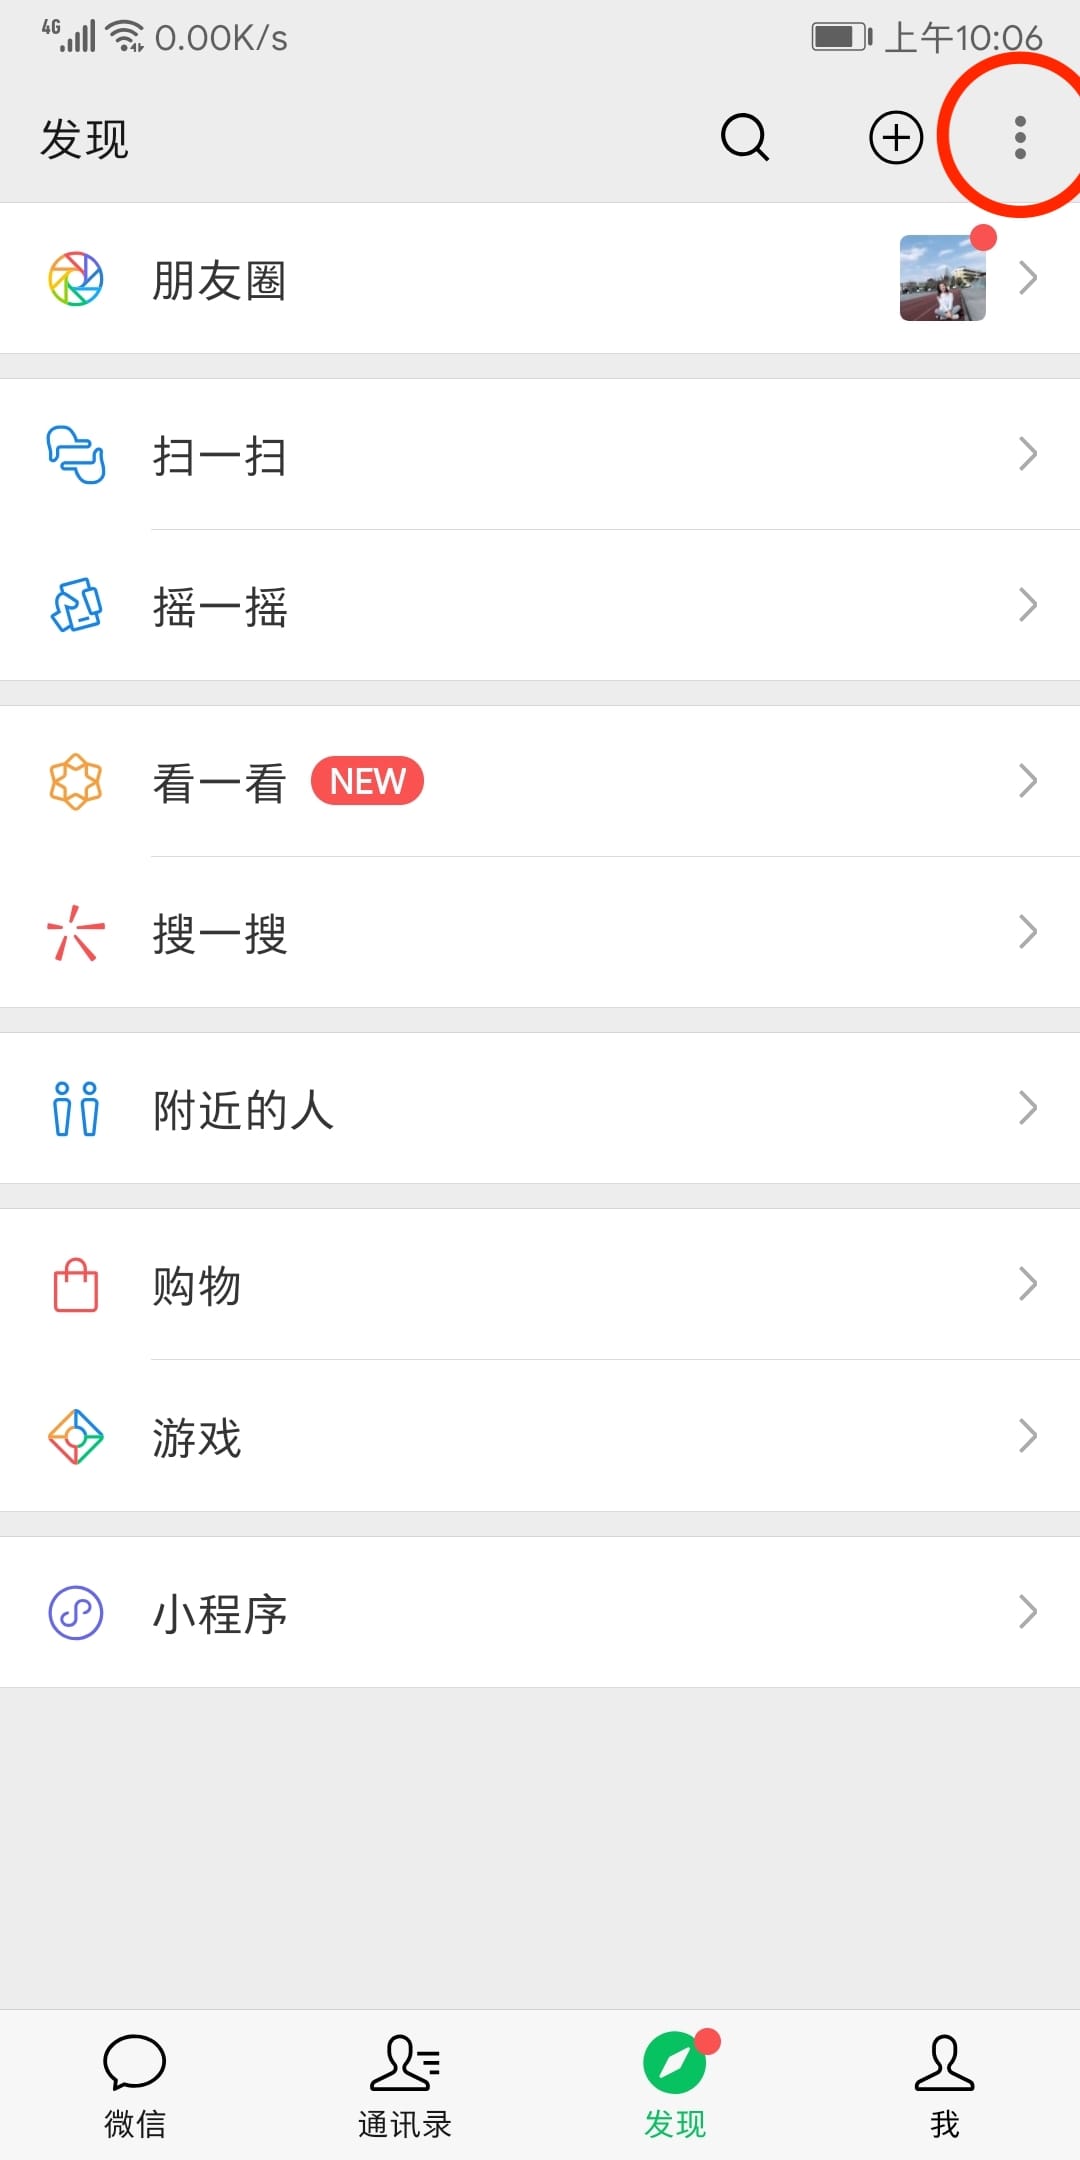 4G 0.00K/s 上午10:06
发现
朋友圈
扫一扫
摇一摇
看一看 NEW
搜一搜
附近的人
购物
游戏
小程序
微信 通讯录 发现 我